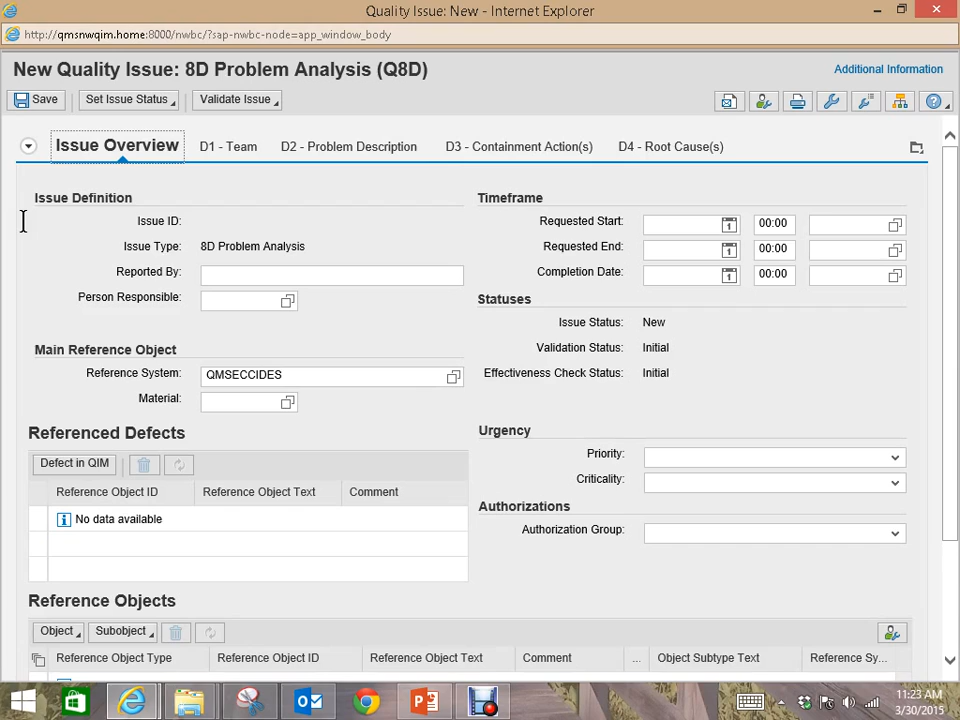 Quality Issue: New - Internet Explorer
http://qmsnwqim.home:8000/nwbc/?sap-nwbc-node=app_window_body
New Quality Issue: 8D Problem Analysis (Q8D)
Additional Information
Save
Set Issue Status
Validate Issue
Issue Overview
D1 - Team
D2 - Problem Description
D3 - Containment Action(s)
D4 - Root Cause(s)
Issue Definition
Issue ID:
Issue Type: 8D Problem Analysis
Reported By:
Person Responsible:
Main Reference Object
Reference System: QMSECCIDES
Material:
Referenced Defects
Defect in QIM
Reference Object ID
Reference Object Text
Comment
No data available
Timeframe
Requested Start: 1 00:00
Requested End: 1 00:00
Completion Date: 1 00:00
Statuses
Issue Status: New
Validation Status: Initial
Effectiveness Check Status: Initial
Urgency
Priority:
Criticality:
Authorizations
Authorization Group:
Reference Objects
Object
Subobject
Reference Object Type
Reference Object ID
Reference Object Text
Comment
...
Object Subtype Text
Reference Sy...
11:23 AM
3/30/2015